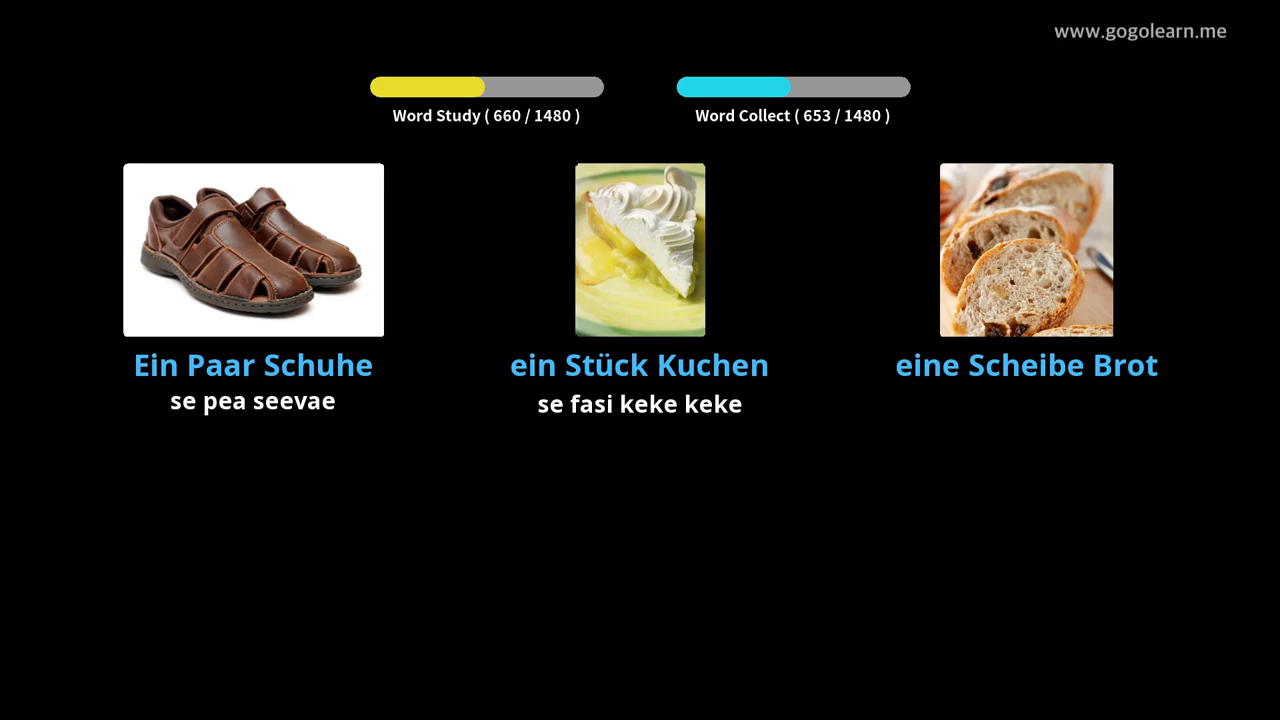 www.gogolearn.me
Word Study ( 660 / 1480 )
Word Collect ( 653 / 1480 )
Ein Paar Schuhe
se pea seevae
ein Stück Kuchen
se fasi keke keke
eine Scheibe Brot